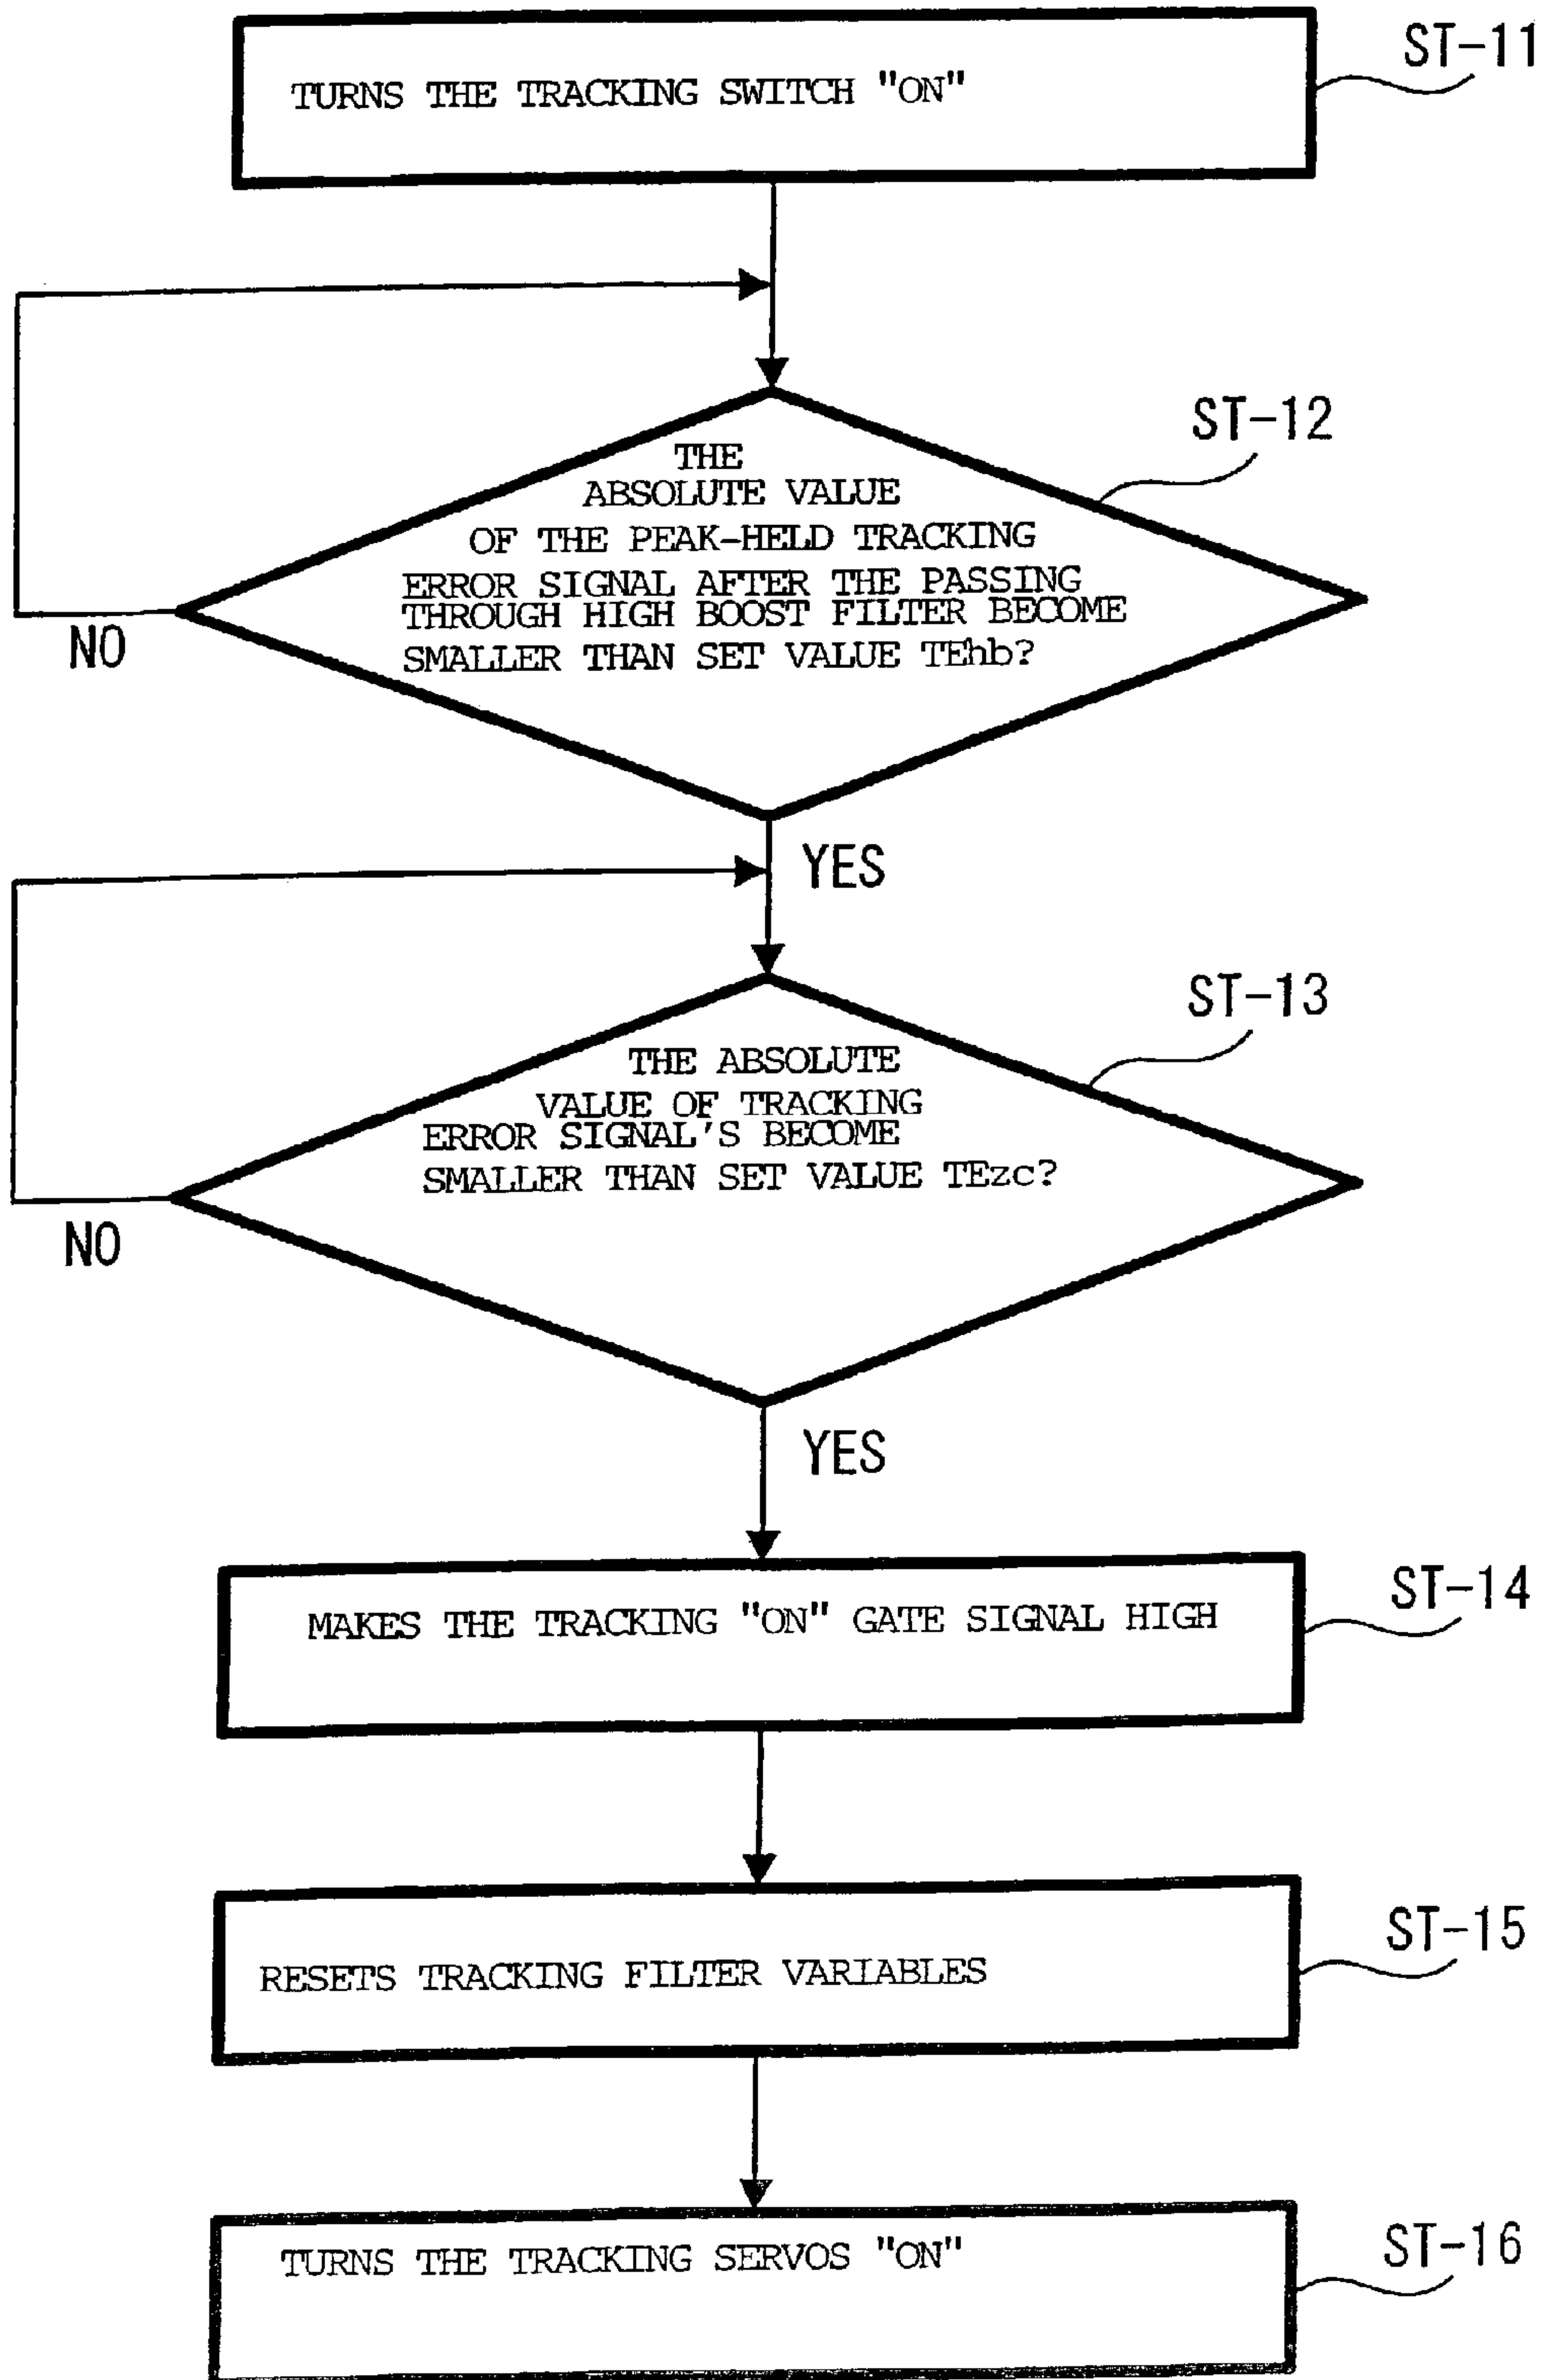 TURNS THE TRACKING SWITCH "ON"
ST-11
ST-12
THE
ABSOLUTE VALUE
OF THE PEAK-HELD TRACKING
ERROR SIGNAL AFTER THE PASSING
THROUGH HIGH BOOST FILTER BECOME
SMALLER THAN SET VALUE TEhb?
NO
YES
ST-13
THE ABSOLUTE
VALUE OF TRACKING
ERROR SIGNAL'S BECOME
SMALLER THAN SET VALUE TEzc?
NO
YES
MAKES THE TRACKING "ON" GATE SIGNAL HIGH
ST-14
RESETS TRACKING FILTER VARIABLES
ST-15
TURNS THE TRACKING SERVOS "ON"
ST-16